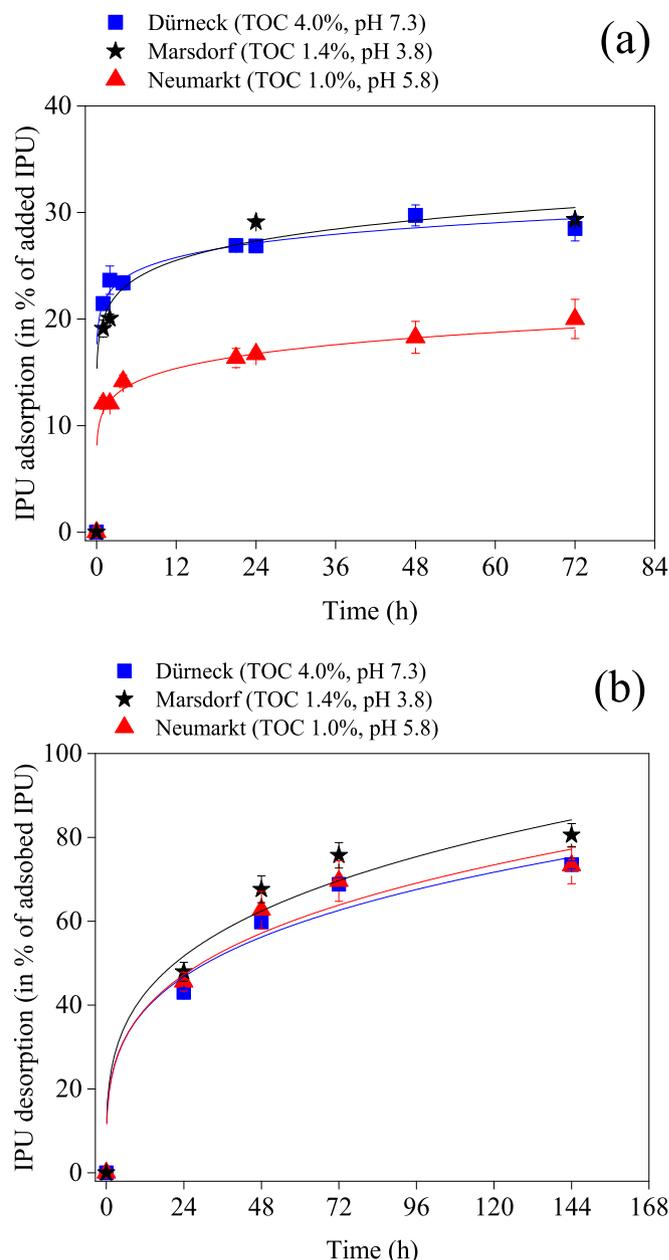 Dürneck (TOC 4.0%, pH 7.3)
Marsdorf (TOC 1.4%, pH 3.8)
Neumarkt (TOC 1.0%, pH 5.8)
(a)
IPU adsorption (in % of added IPU)
40
30
20
10
0
0 12 24 36 48 60 72 84
Time (h)
Dürneck (TOC 4.0%, pH 7.3)
Marsdorf (TOC 1.4%, pH 3.8)
Neumarkt (TOC 1.0%, pH 5.8)
(b)
IPU desorption (in % of adsobed IPU)
100
80
60
40
20
0
0 24 48 72 96 120 144 168
Time (h)